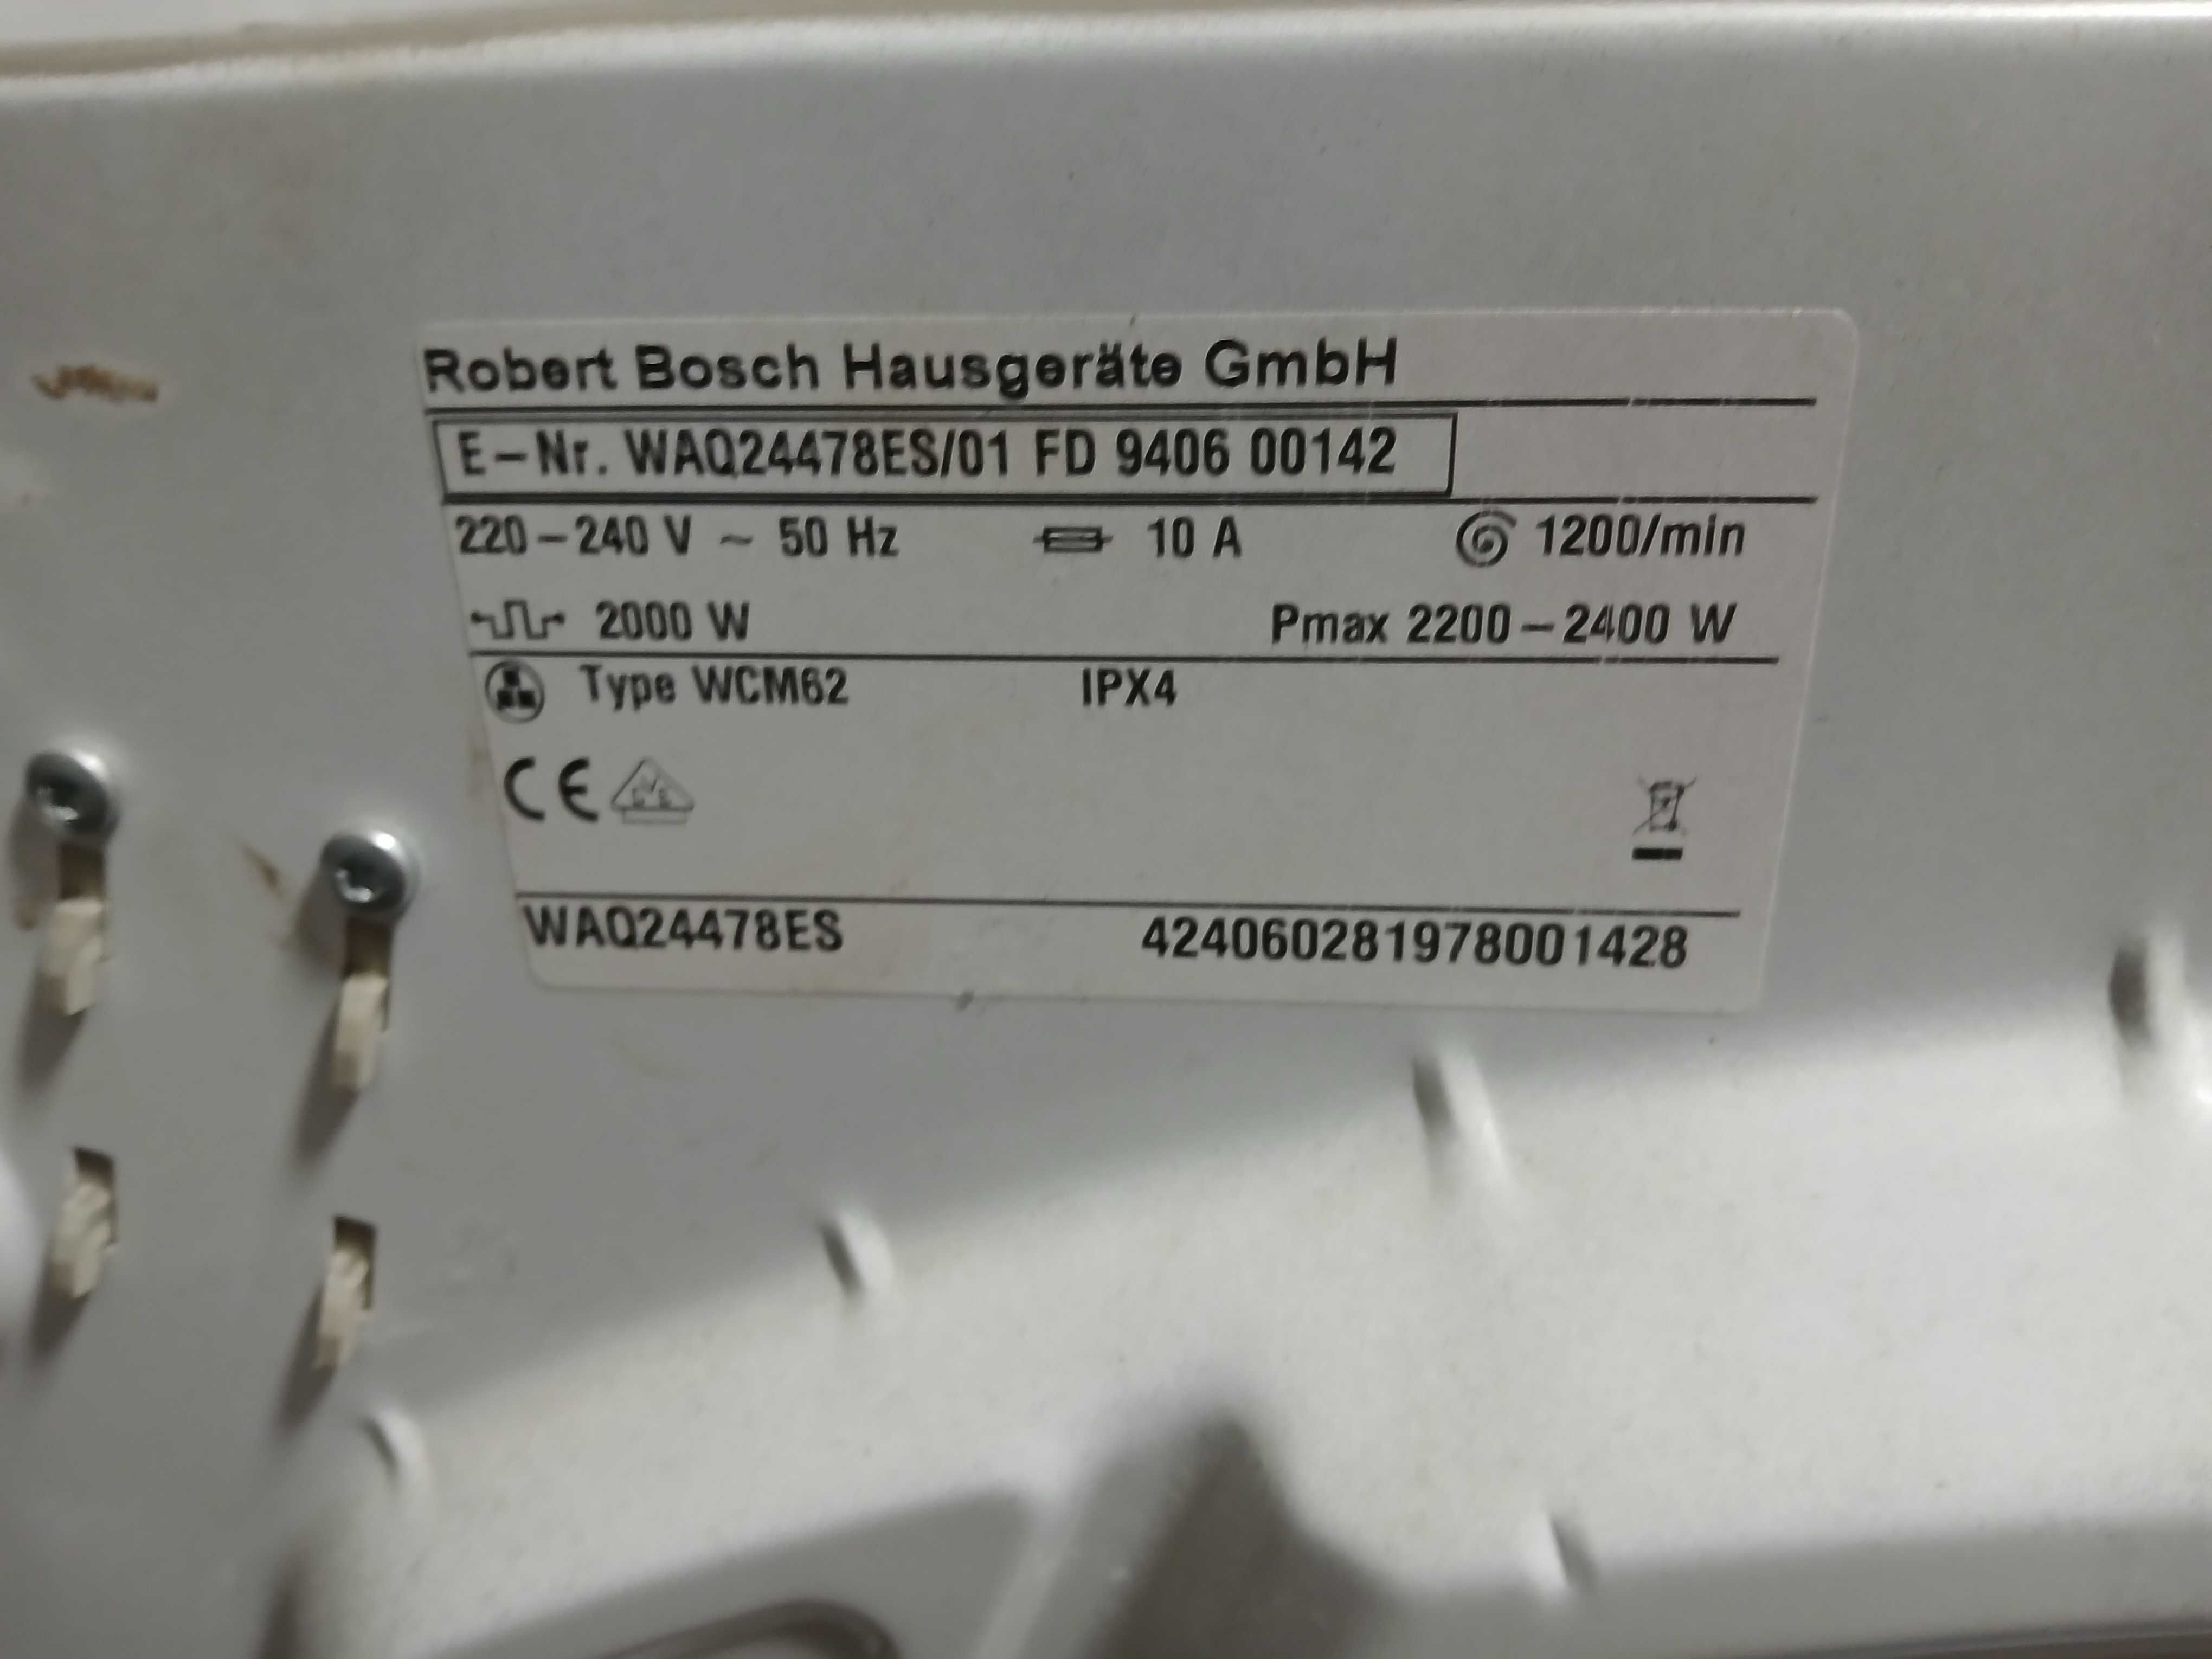 Robert Bosch Hausgeräte GmbH
E-Nr. WAQ24478ES/01 FD 9406 00142
220-240 V ~ 50 Hz 10 A 1200/min
2000 W Pmax 2200-2400 W
Type WCM62 IPX4
CE
WAQ24478ES 424060281978001428